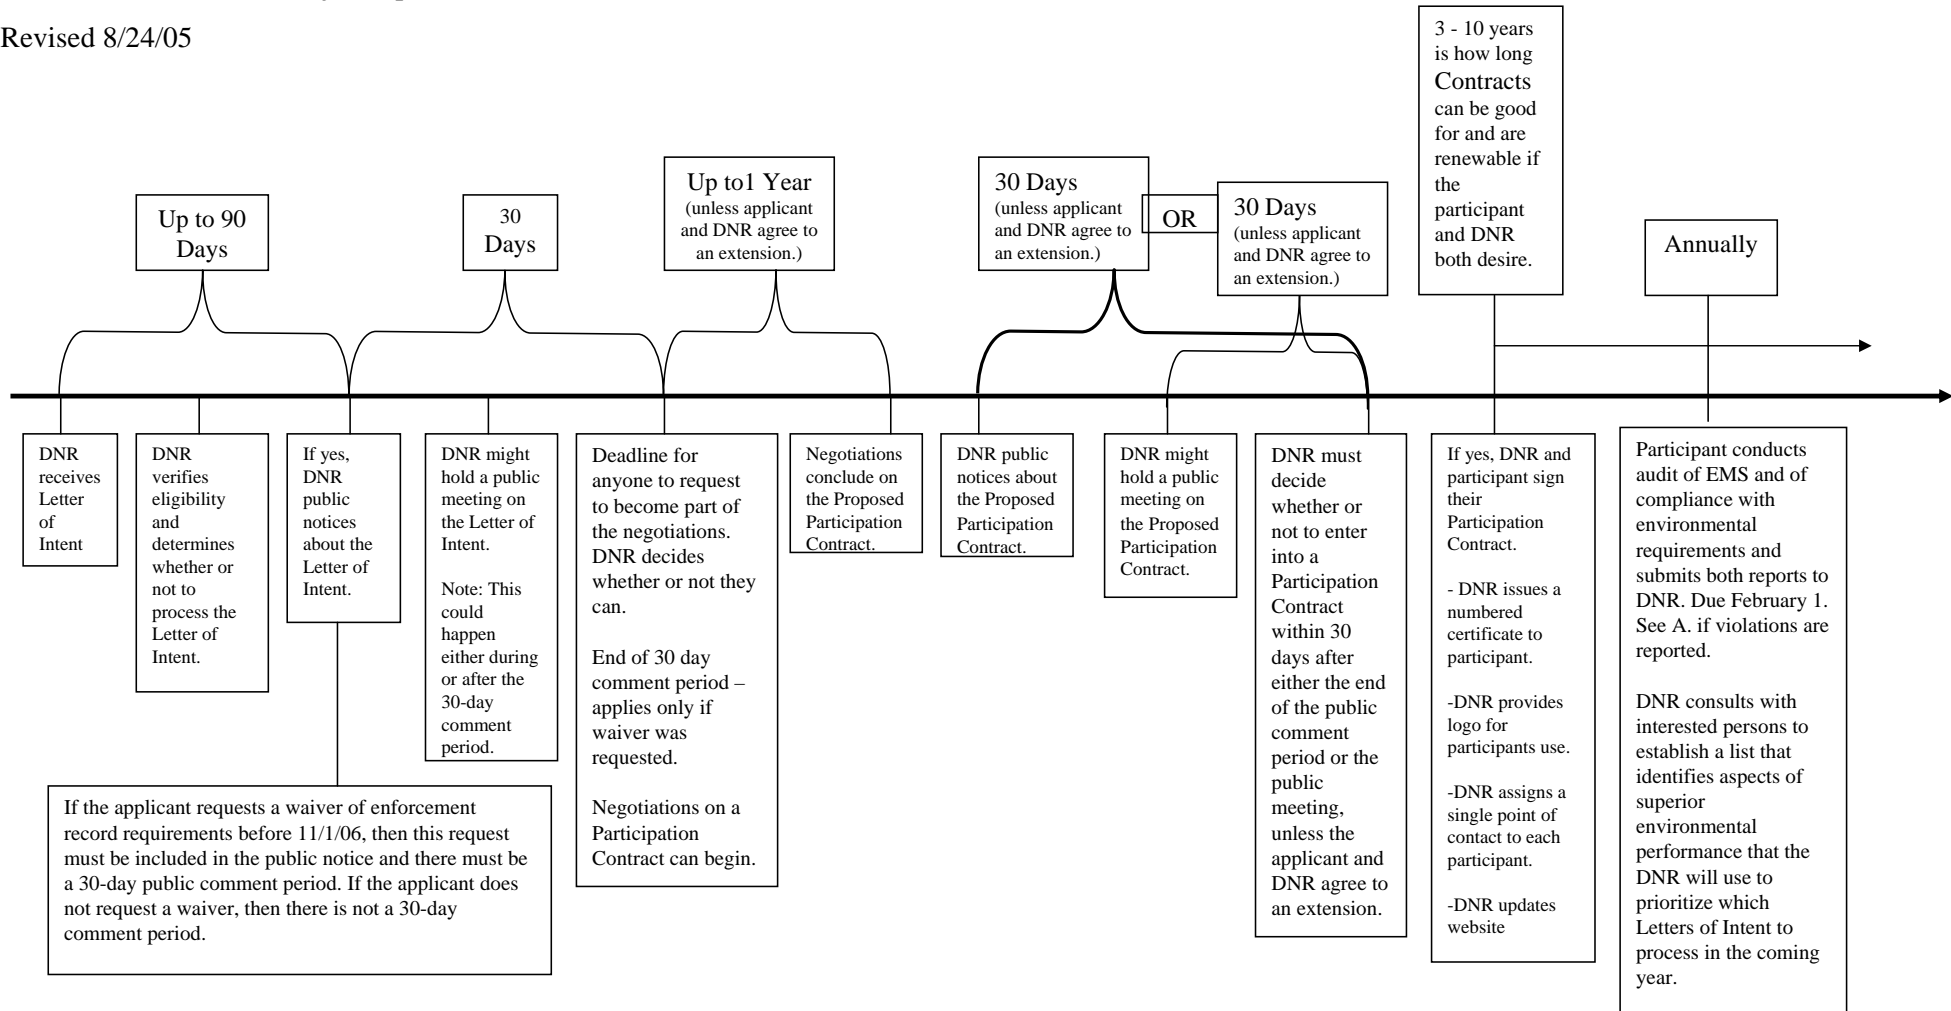 Revised 8/24/05
Up to 90
Days
30
Days
Up to1 Year
(unless applicant
and DNR agree to
an extension.)
30 Days
(unless applicant
and DNR agree to
an extension.)
OR
30 Days
(unless applicant
and DNR agree to
an extension.)
3 - 10 years
is how long
Contracts
can be good
for and are
renewable if
the
participant
and DNR
both desire.
Annually
DNR
receives
Letter
of
Intent
DNR
verifies
eligibility
and
determines
whether or
not to
process the
Letter of
Intent.
If yes,
DNR
public
notices
about the
Letter of
Intent.
DNR might
hold a public
meeting on
the Letter of
Intent.
Note: This
could
happen
either during
or after the
30-day
comment
period.
Deadline for
anyone to request
to become part of
the negotiations.
DNR decides
whether or not they
can.
End of 30 day
comment period –
applies only if
waiver was
requested.
Negotiations on a
Participation
Contract can begin.
Negotiations
conclude on
the Proposed
Participation
Contract.
DNR public
notices about
the Proposed
Participation
Contract.
DNR might
hold a public
meeting on
the Proposed
Participation
Contract.
DNR must
decide
whether or
not to enter
into a
Participation
Contract
within 30
days after
either the end
of the public
comment
period or the
public
meeting,
unless the
applicant and
DNR agree to
an extension.
If yes, DNR and
participant sign
their
Participation
Contract.
- DNR issues a
numbered
certificate to
participant.
-DNR provides
logo for
participants use.
-DNR assigns a
single point of
contact to each
participant.
-DNR updates
website
Participant conducts
audit of EMS and of
compliance with
environmental
requirements and
submits both reports to
DNR. Due February 1.
See A. if violations are
reported.
DNR consults with
interested persons to
establish a list that
identifies aspects of
superior
environmental
performance that the
DNR will use to
prioritize which
Letters of Intent to
process in the coming
year.
If the applicant requests a waiver of enforcement
record requirements before 11/1/06, then this request
must be included in the public notice and there must be
a 30-day public comment period. If the applicant does
not request a waiver, then there is not a 30-day
comment period.